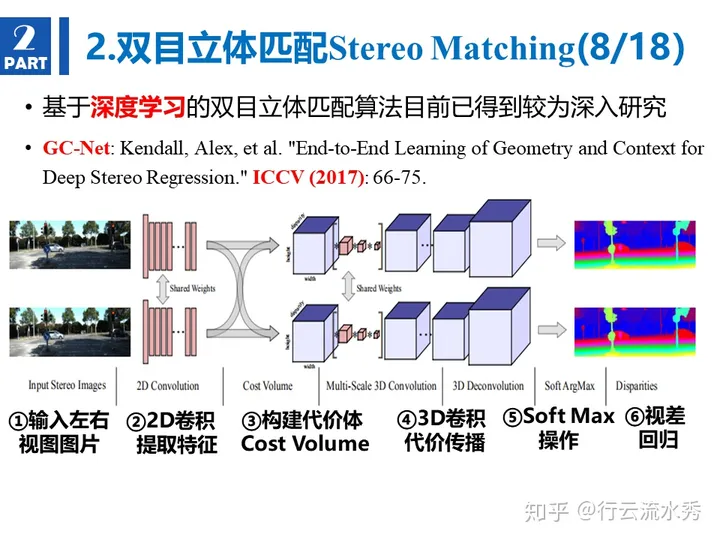 2
PART
2.双目立体匹配Stereo Matching(8/18)
• 基于深度学习的双目立体匹配算法目前已得到较为深入研究
• GC-Net: Kendall, Alex, et al. "End-to-End Learning of Geometry and Context for
Deep Stereo Regression." ICCV (2017): 66-75.
disparity
height
width
*
*
...
Shared Weights
Shared Weights
disparity
height
width
*
*
...
Input Stereo Images
2D Convolution
Cost Volume
Multi-Scale 3D Convolution
3D Deconvolution
Soft ArgMax
Disparities
①输入左右
视图图片
②2D卷积
提取特征
③构建代价体
Cost Volume
④3D卷积
代价传播
⑤Soft Max
操作
⑥视差
回归
知乎 @行云流水秀